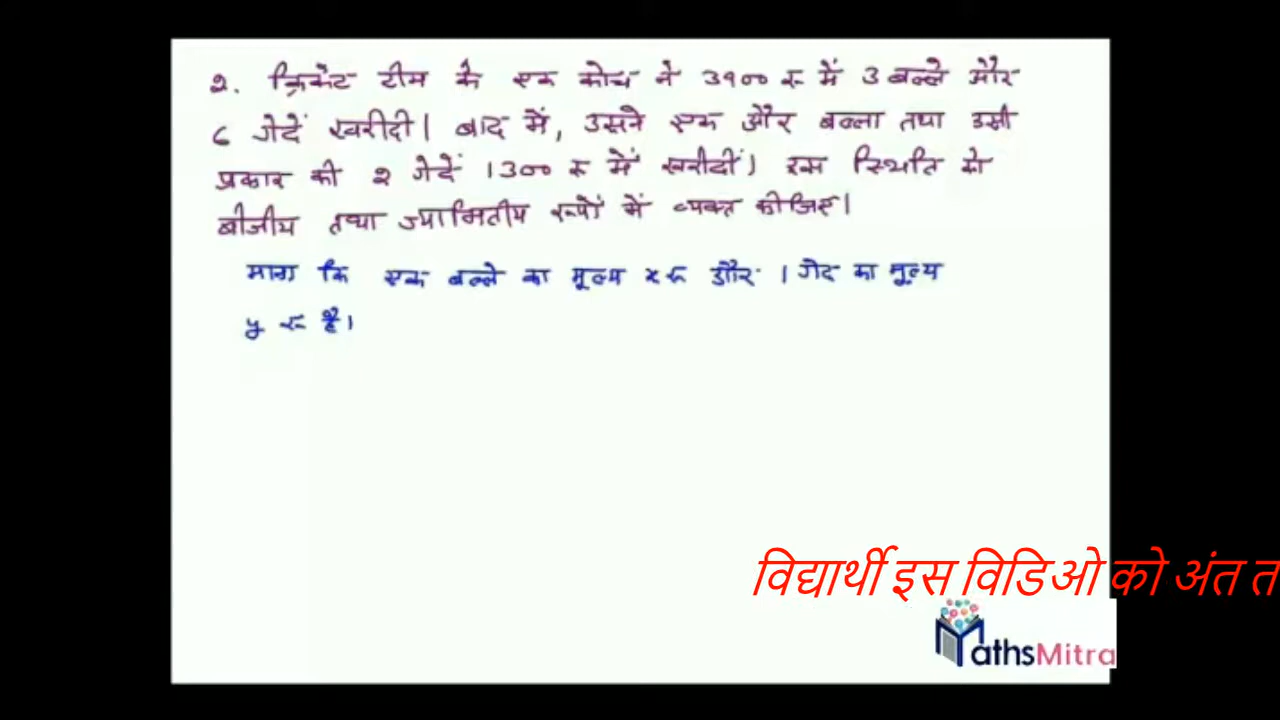 2. क्रिकेट टीम के एक कोच ने 3900 रू में 3 बल्ले और
6 गेदें खरीदी। बाद में, उसने एक और बल्ला तथा उसी
प्रकार की 2 गेदें 1300 रू में खरीदीं। इस स्थिति को
बीजीय तथा ज्यामितीय रूपों में व्यक्त कीजिए।
माना कि एक बल्ले का मूल्य x रू और 1 गेद का मूल्य
y रू है।
विद्यार्थी इस विडिओ को अंत त
MathsMitra